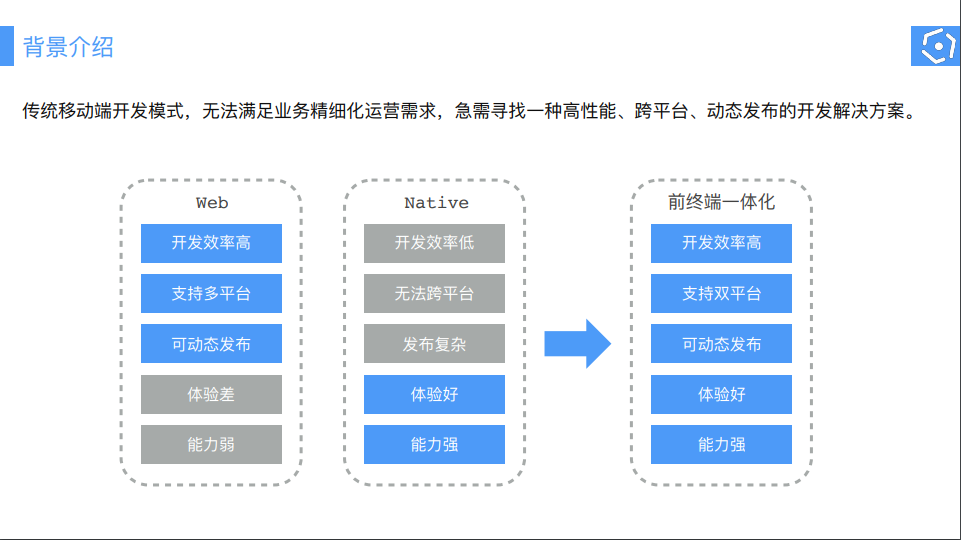 背景介绍
传统移动端开发模式，无法满足业务精细化运营需求，急需寻找一种高性能、跨平台、动态发布的开发解决方案。
Web
开发效率高
支持多平台
可动态发布
体验差
能力弱
Native
开发效率低
无法跨平台
发布复杂
体验好
能力强
前终端一体化
开发效率高
支持双平台
可动态发布
体验好
能力强